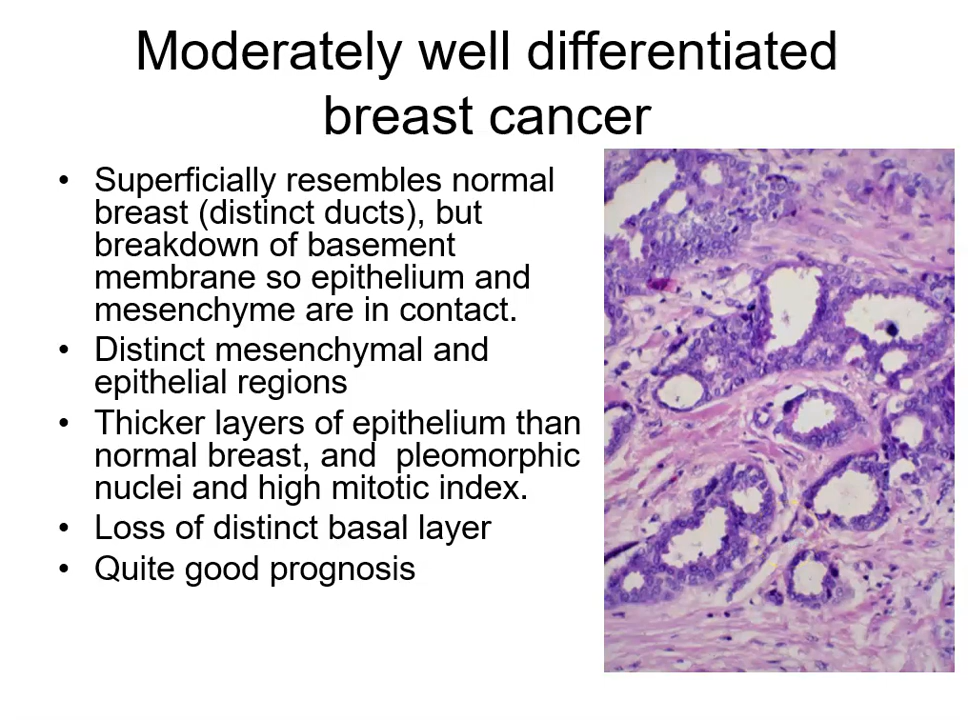 Moderately well differentiated
breast cancer
• Superficially resembles normal
breast (distinct ducts), but
breakdown of basement
membrane so epithelium and
mesenchyme are in contact.
• Distinct mesenchymal and
epithelial regions
• Thicker layers of epithelium than
normal breast, and  pleomorphic
nuclei and high mitotic index.
• Loss of distinct basal layer
• Quite good prognosis